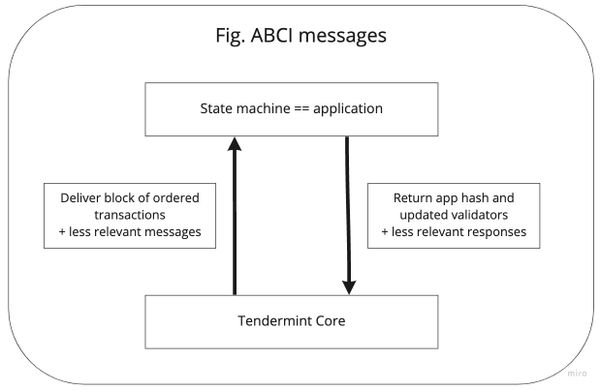 Fig. ABCI messages
State machine == application
Deliver block of ordered
transactions
+ less relevant messages
Return app hash and
updated validators
+ less relevant responses
Tendermint Core
miro